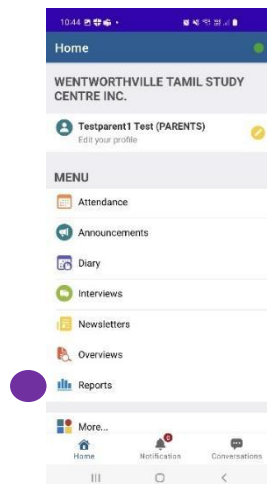 10:44
Home
WENTWORTHVILLE TAMIL STUDY
CENTRE INC.
Testparent1 Test (PARENTS)
Edit your profile
MENU
Attendance
Announcements
Diary
Interviews
Newsletters
Overviews
Reports
More...
Home
Notification
Conversations